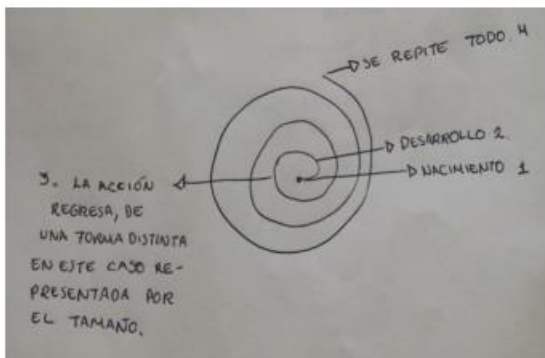 SE REPITE TODO. 4
DESARROLLO 2.
NACIMIENTO 1
3. LA ACCIÓN
REGRESA, DE
UNA FORMA DISTINTA
EN ESTE CASO RE-
PRESENTADA POR
EL TAMAÑO.